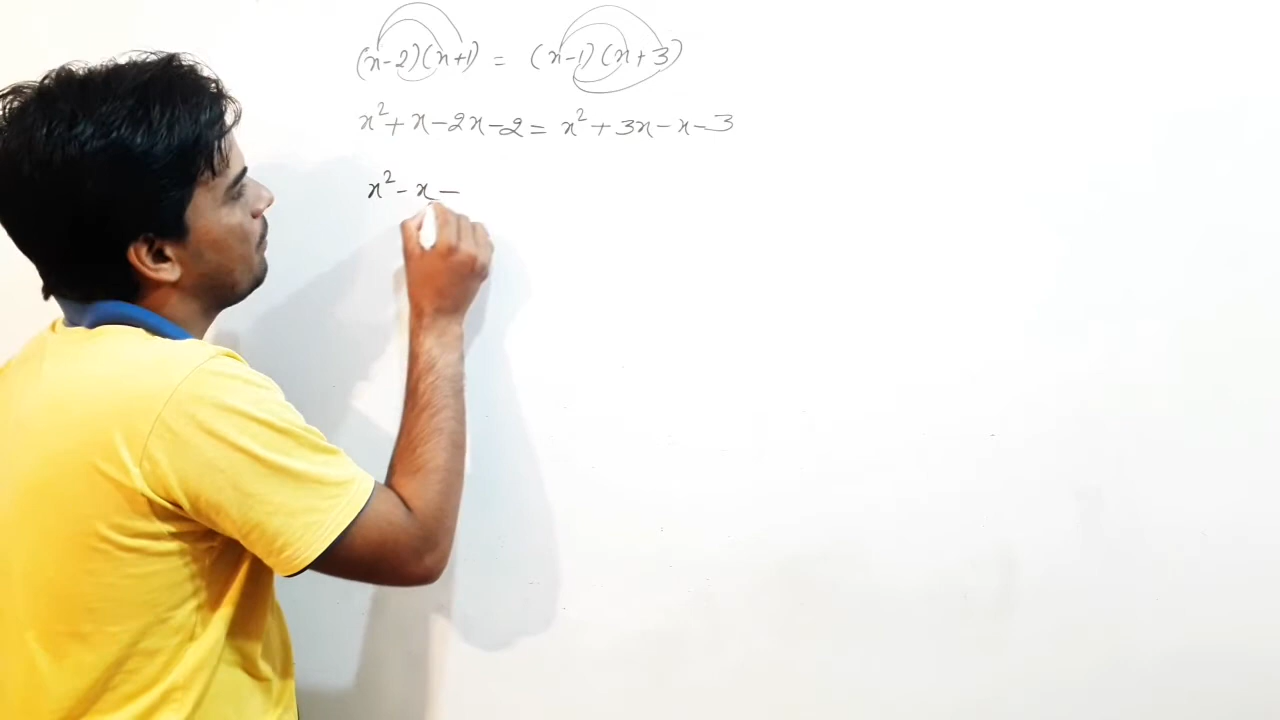 (x-2)(x+1) = (x-1)(x+3)
x²+x-2x-2 = x²+3x-x-3
x²-x-